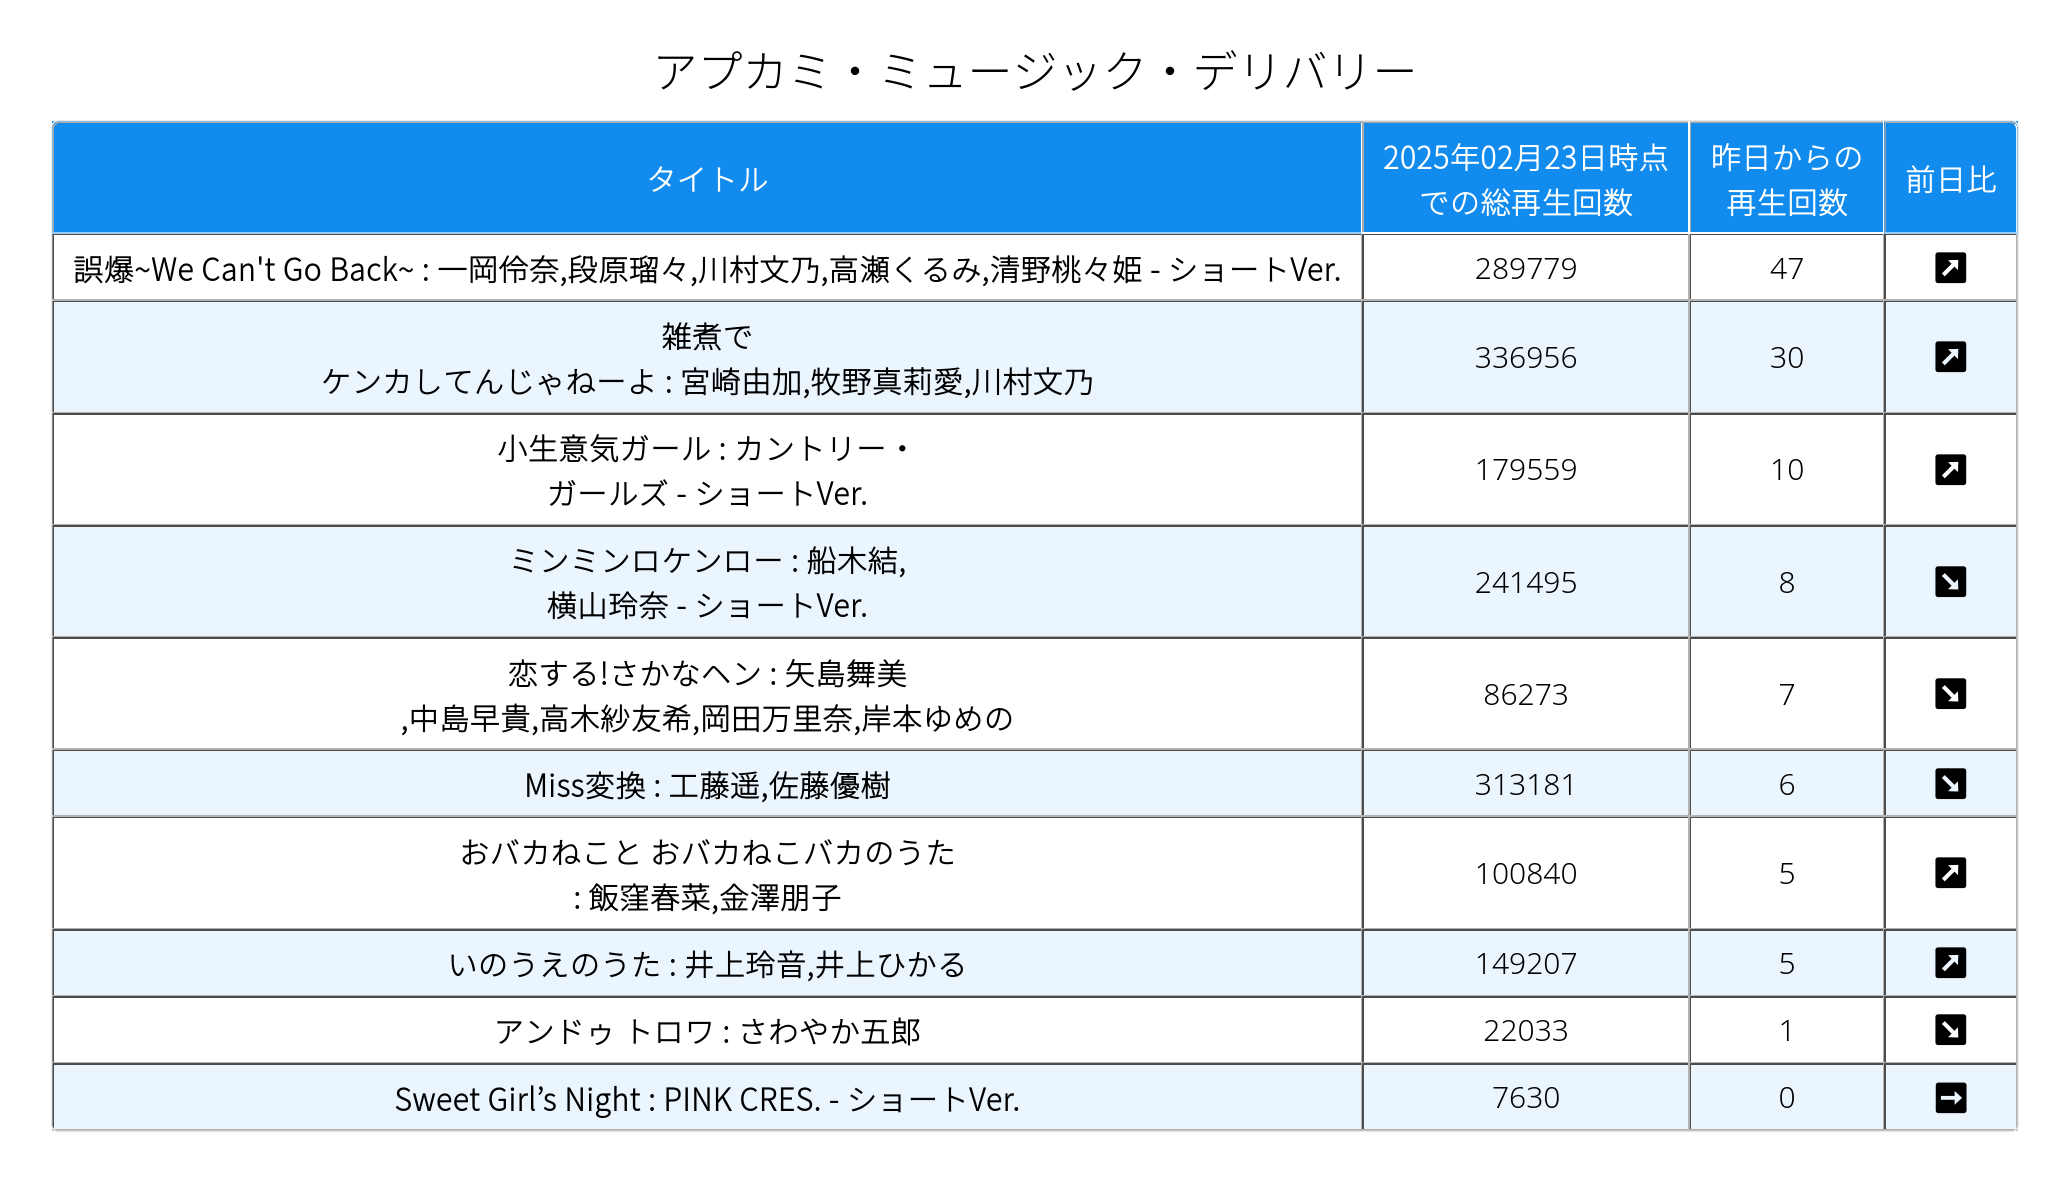 アプカミ・ミュージック・デリバリー
タイトル
2025年02月23日時点
での総再生回数
昨日からの
再生回数
前日比
誤爆~We Can't Go Back~ : 一岡伶奈,段原瑠々,川村文乃,高瀬くるみ,清野桃々姫 - ショートVer.
289779
47
雑煮で
ケンカしてんじゃねーよ : 宮崎由加,牧野真莉愛,川村文乃
336956
30
小生意気ガール : カントリー・
ガールズ - ショートVer.
179559
10
ミンミンロケンロー : 船木結,
横山玲奈 - ショートVer.
241495
8
恋する!さかなヘン : 矢島舞美
,中島早貴,高木紗友希,岡田万里奈,岸本ゆめの
86273
7
Miss変換 : 工藤遥,佐藤優樹
313181
6
おバカねこと おバカねこバカのうた
: 飯窪春菜,金澤朋子
100840
5
いのうえのうた : 井上玲音,井上ひかる
149207
5
アンドゥ トロワ : さわやか五郎
22033
1
Sweet Girl’s Night : PINK CRES. - ショートVer.
7630
0